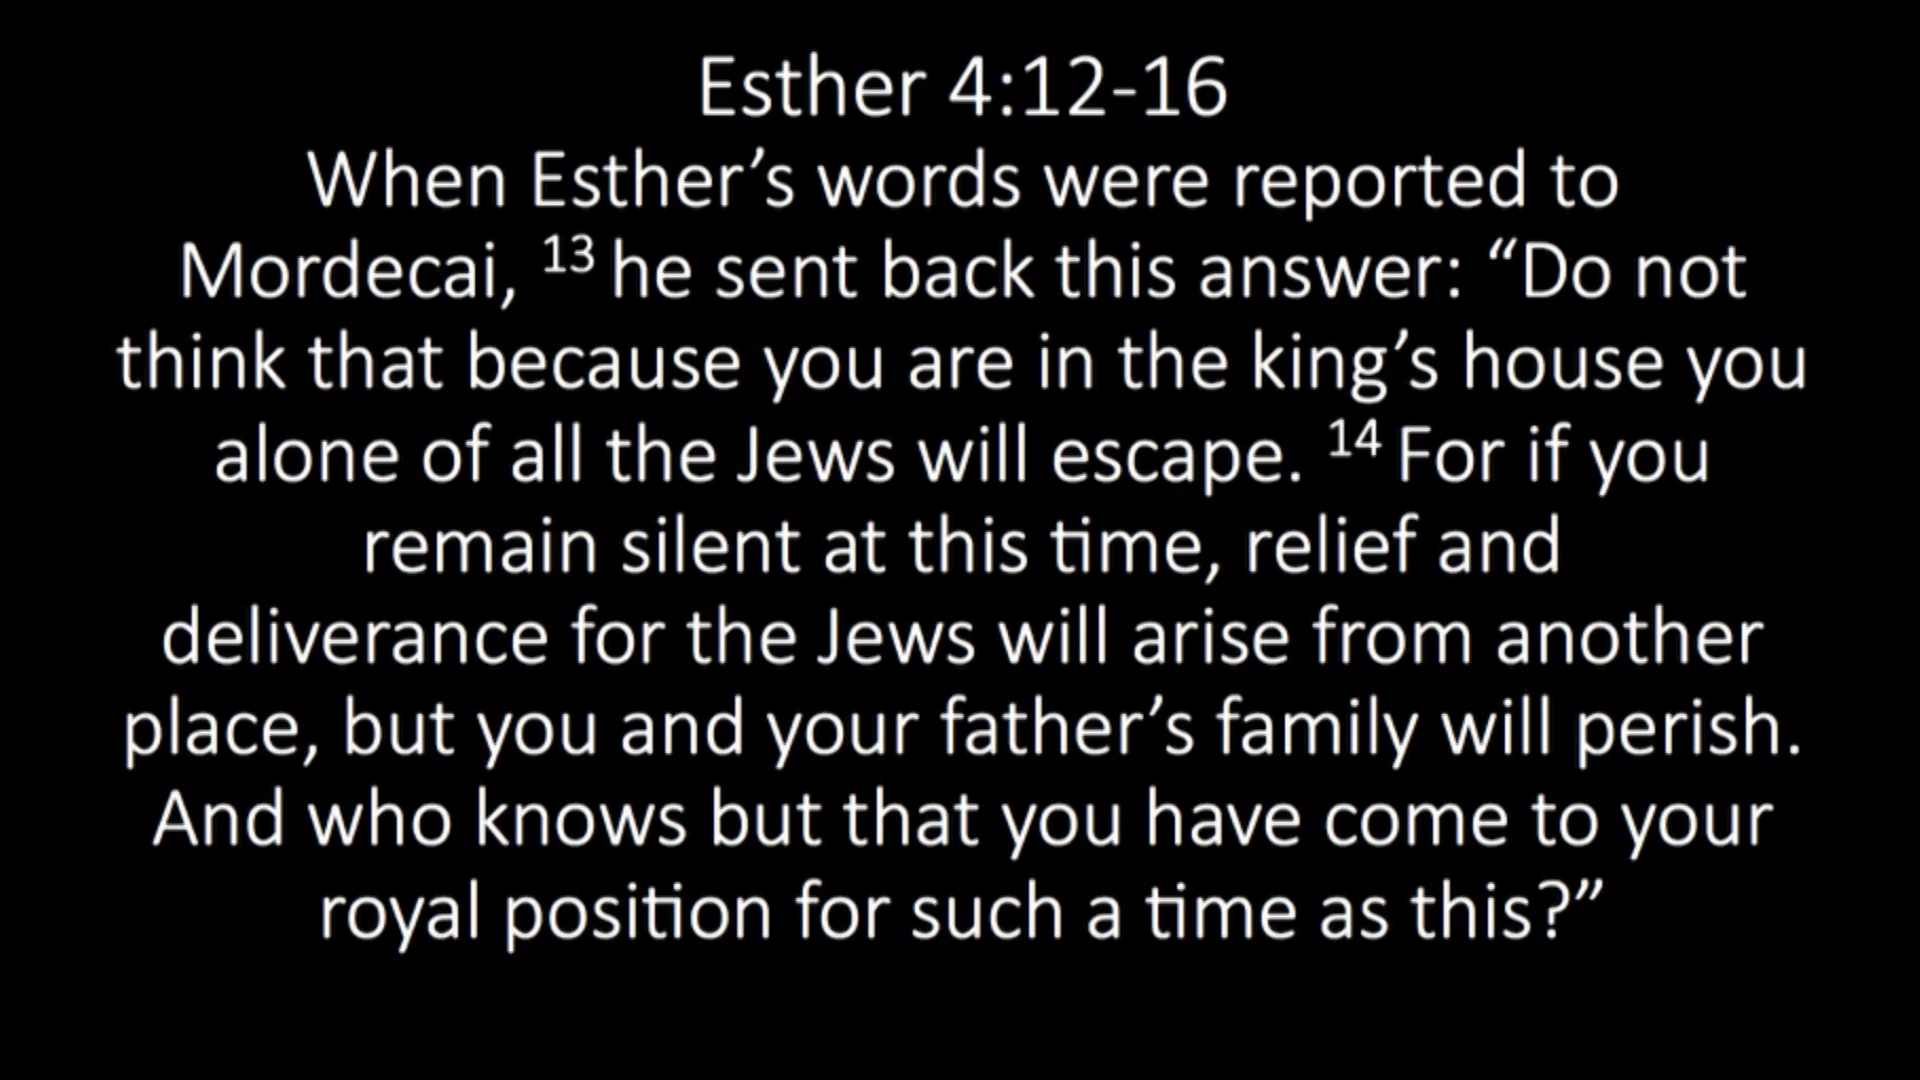 Esther 4:12-16
When Esther’s words were reported to
Mordecai, 13 he sent back this answer: “Do not
think that because you are in the king’s house you
alone of all the Jews will escape. 14 For if you
remain silent at this time, relief and
deliverance for the Jews will arise from another
place, but you and your father’s family will perish.
And who knows but that you have come to your
royal position for such a time as this?”